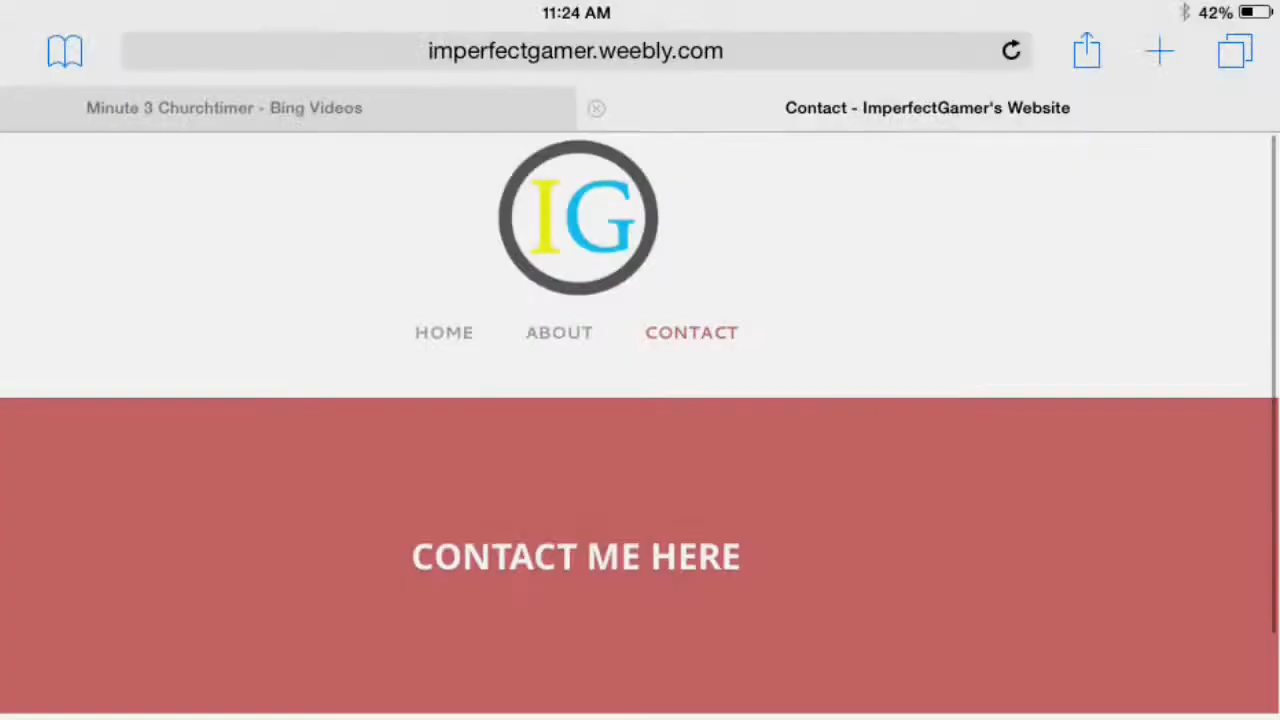 11:24 AM
42%
imperfectgamer.weebly.com
Minute 3 Churchtimer - Bing Videos
Contact - ImperfectGamer's Website
IG
HOME ABOUT CONTACT
CONTACT ME HERE